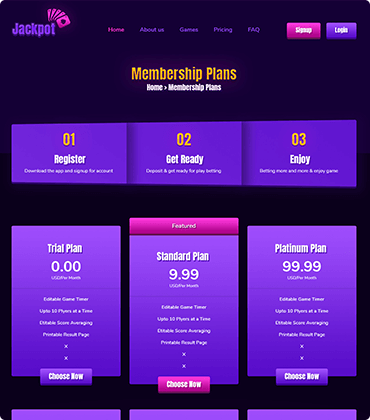 Jackpot
Home About us Games Pricing FAQ Signup Login
Membership Plans
Home > Membership Plans
01
Register
Download the app and signup for account
02
Get Ready
Deposit & get ready for play betting
03
Enjoy
Betting more and more & enjoy game
Trial Plan
0.00
USD/Per Month
Editable Game Timer
Upto 10 Plyers at a Time
Editable Score Averaging
Printable Result Page
X
X
Choose Now
Featured
Standard Plan
9.99
USD/Per Month
Editable Game Timer
Upto 10 Plyers at a Time
Editable Score Averaging
Printable Result Page
X
X
Choose Now
Platinum Plan
99.99
USD/Per Month
Editable Game Timer
Upto 10 Plyers at a Time
Editable Score Averaging
Printable Result Page
X
X
Choose Now